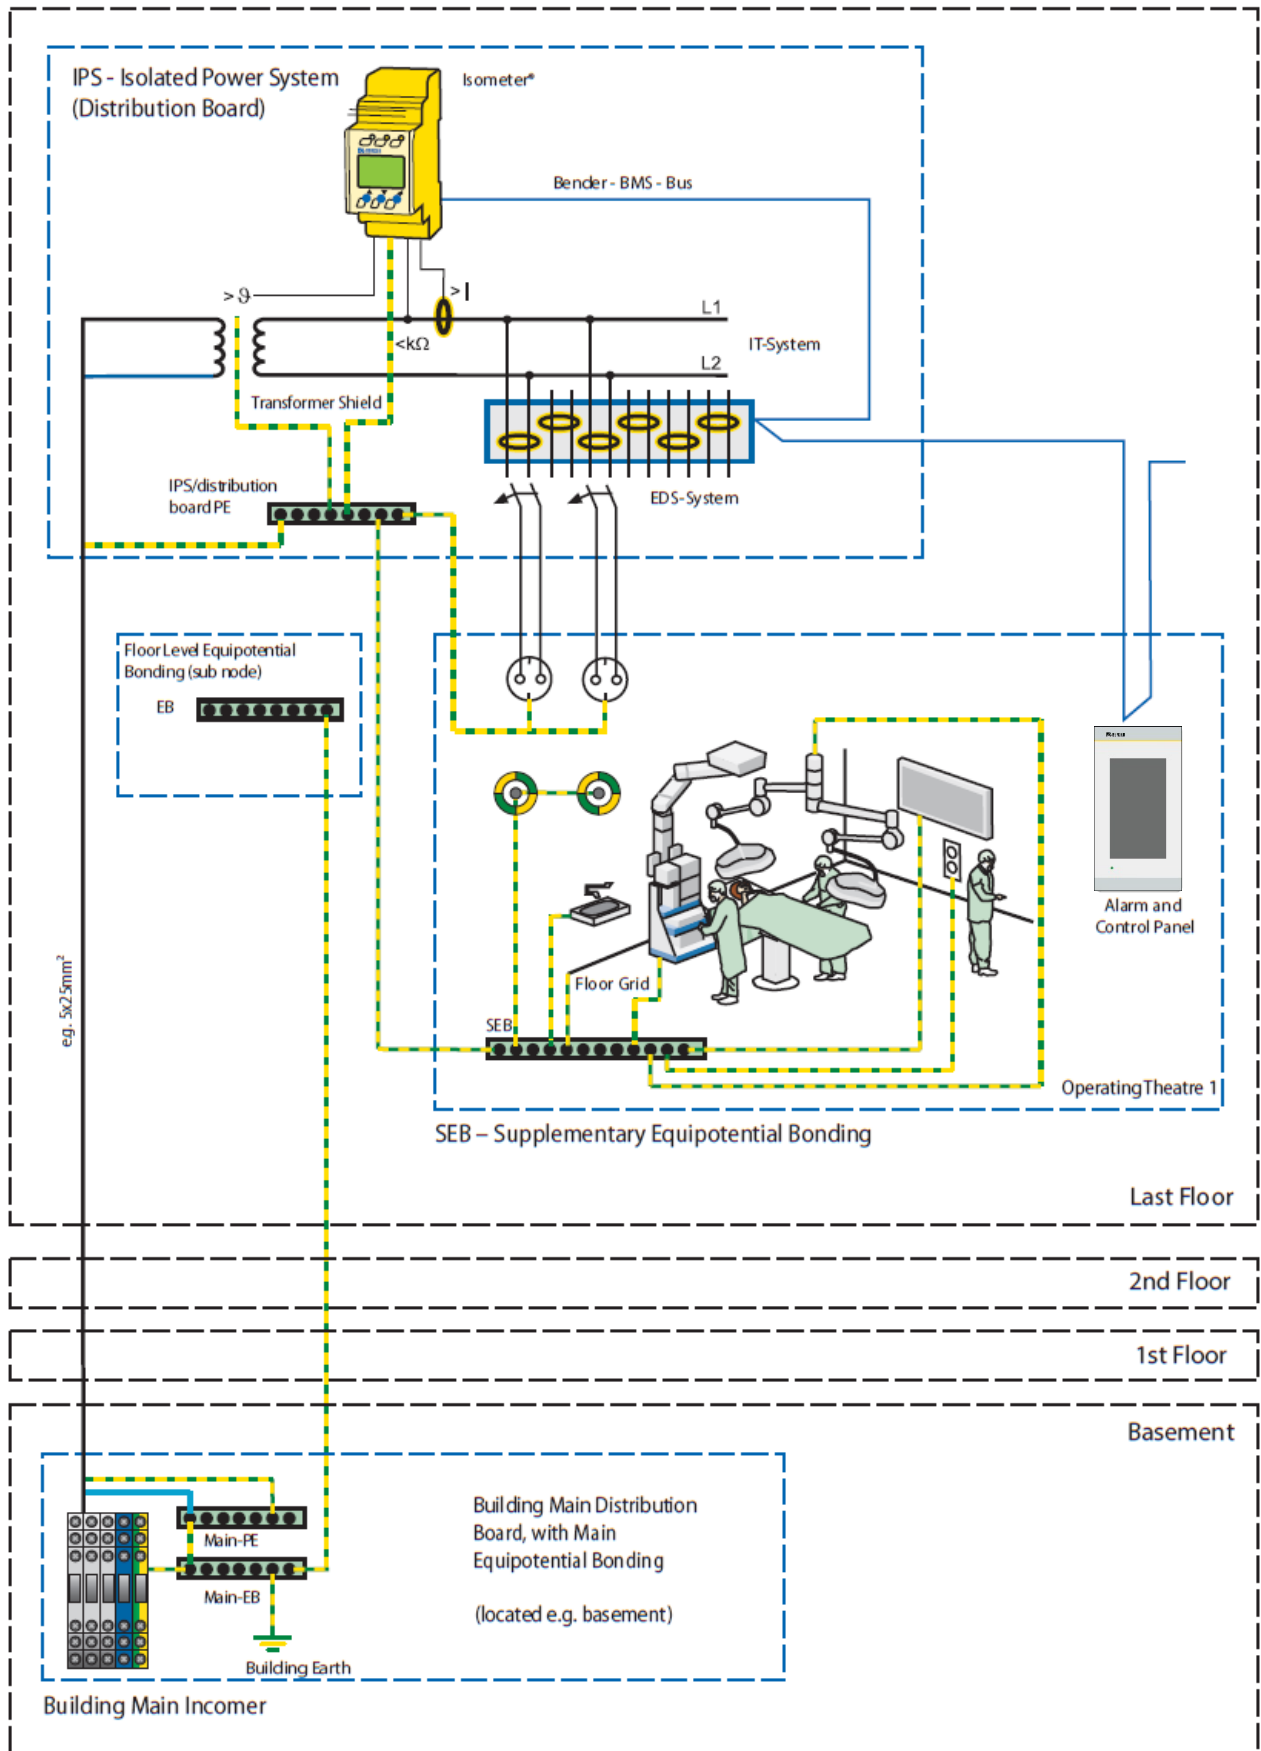 IPS - Isolated Power System
(Distribution Board)
Isometer®
Bender - BMS - Bus
>ϑ
>I
L1
<kΩ
IT-System
L2
Transformer Shield
IPS/distribution
board PE
EDS-System
Floor Level Equipotential
Bonding (sub node)
EB
Alarm and
Control Panel
e.g. 5x25mm²
Floor Grid
SEB
Operating Theatre 1
SEB – Supplementary Equipotential Bonding
Last Floor
2nd Floor
1st Floor
Basement
Building Main Distribution
Board, with Main
Equipotential Bonding
(located e.g. basement)
Main-PE
Main-EB
Building Earth
Building Main Incomer